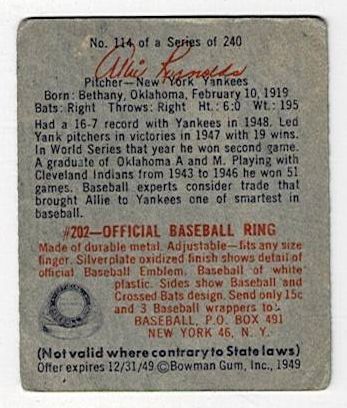 No. 114 of a Series of 240
Allie Reynolds
Pitcher—New York Yankees
Born: Bethany, Oklahoma, February 10, 1919
Bats: Right Throws: Right Ht.: 6:0 Wt.: 195
Had a 16-7 record with Yankees in 1948. Led
Yank pitchers in victories in 1947 with 19 wins.
In World Series that year he won second game.
A graduate of Oklahoma A and M. Playing with
Cleveland Indians from 1943 to 1946 he won 51
games. Baseball experts consider trade that
brought Allie to Yankees one of smartest in
baseball.
#202—OFFICIAL BASEBALL RING
Made of durable metal. Adjustable—fits any size
finger. Silverplate oxidized finish shows detail of
official Baseball Emblem. Baseball of white
plastic. Sides show Baseball and
Crossed Bats design. Send only 15c
and 3 Baseball wrappers to:
BASEBALL, P.O. BOX 491
NEW YORK 46, N. Y.
(Not valid where contrary to State laws)
Offer expires 12/31/49 ©Bowman Gum, Inc., 1949